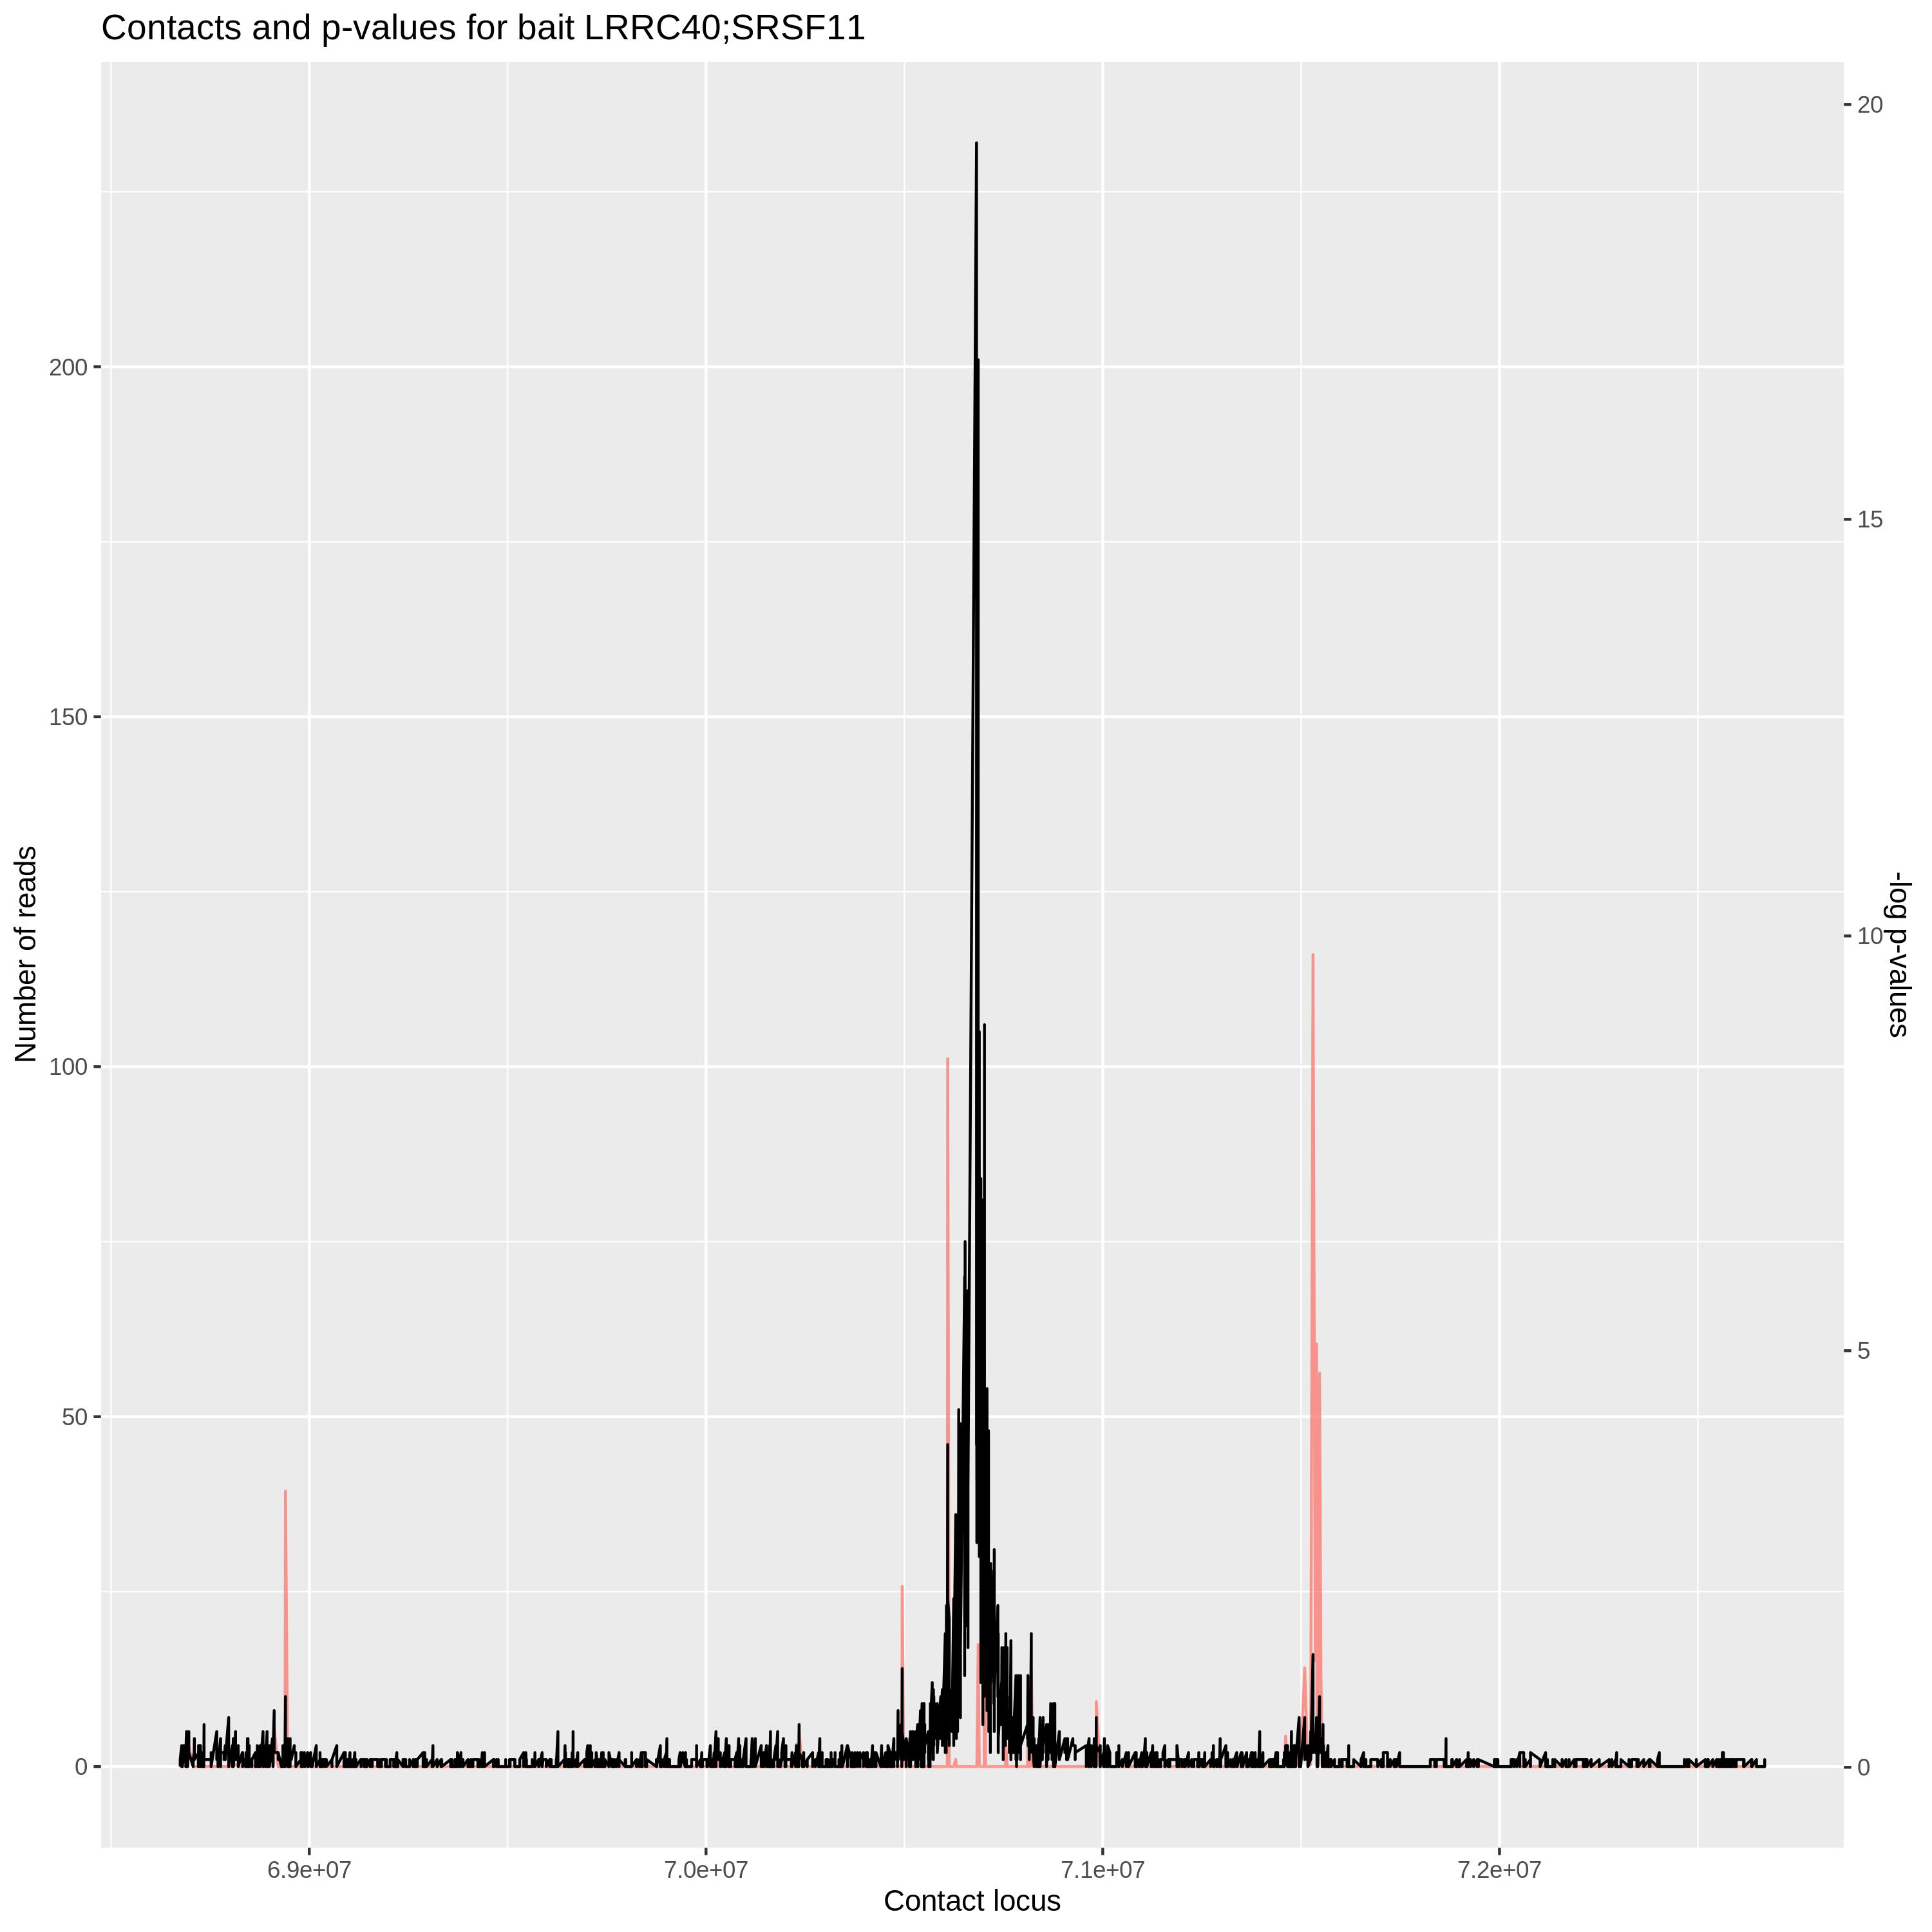 Contacts and p-values for bait LRRC40;SRSF11
Number of reads
200
150
100
50
0
20
15
10
5
0
-log p-values
6.9e+07 7.0e+07 7.1e+07 7.2e+07
Contact locus